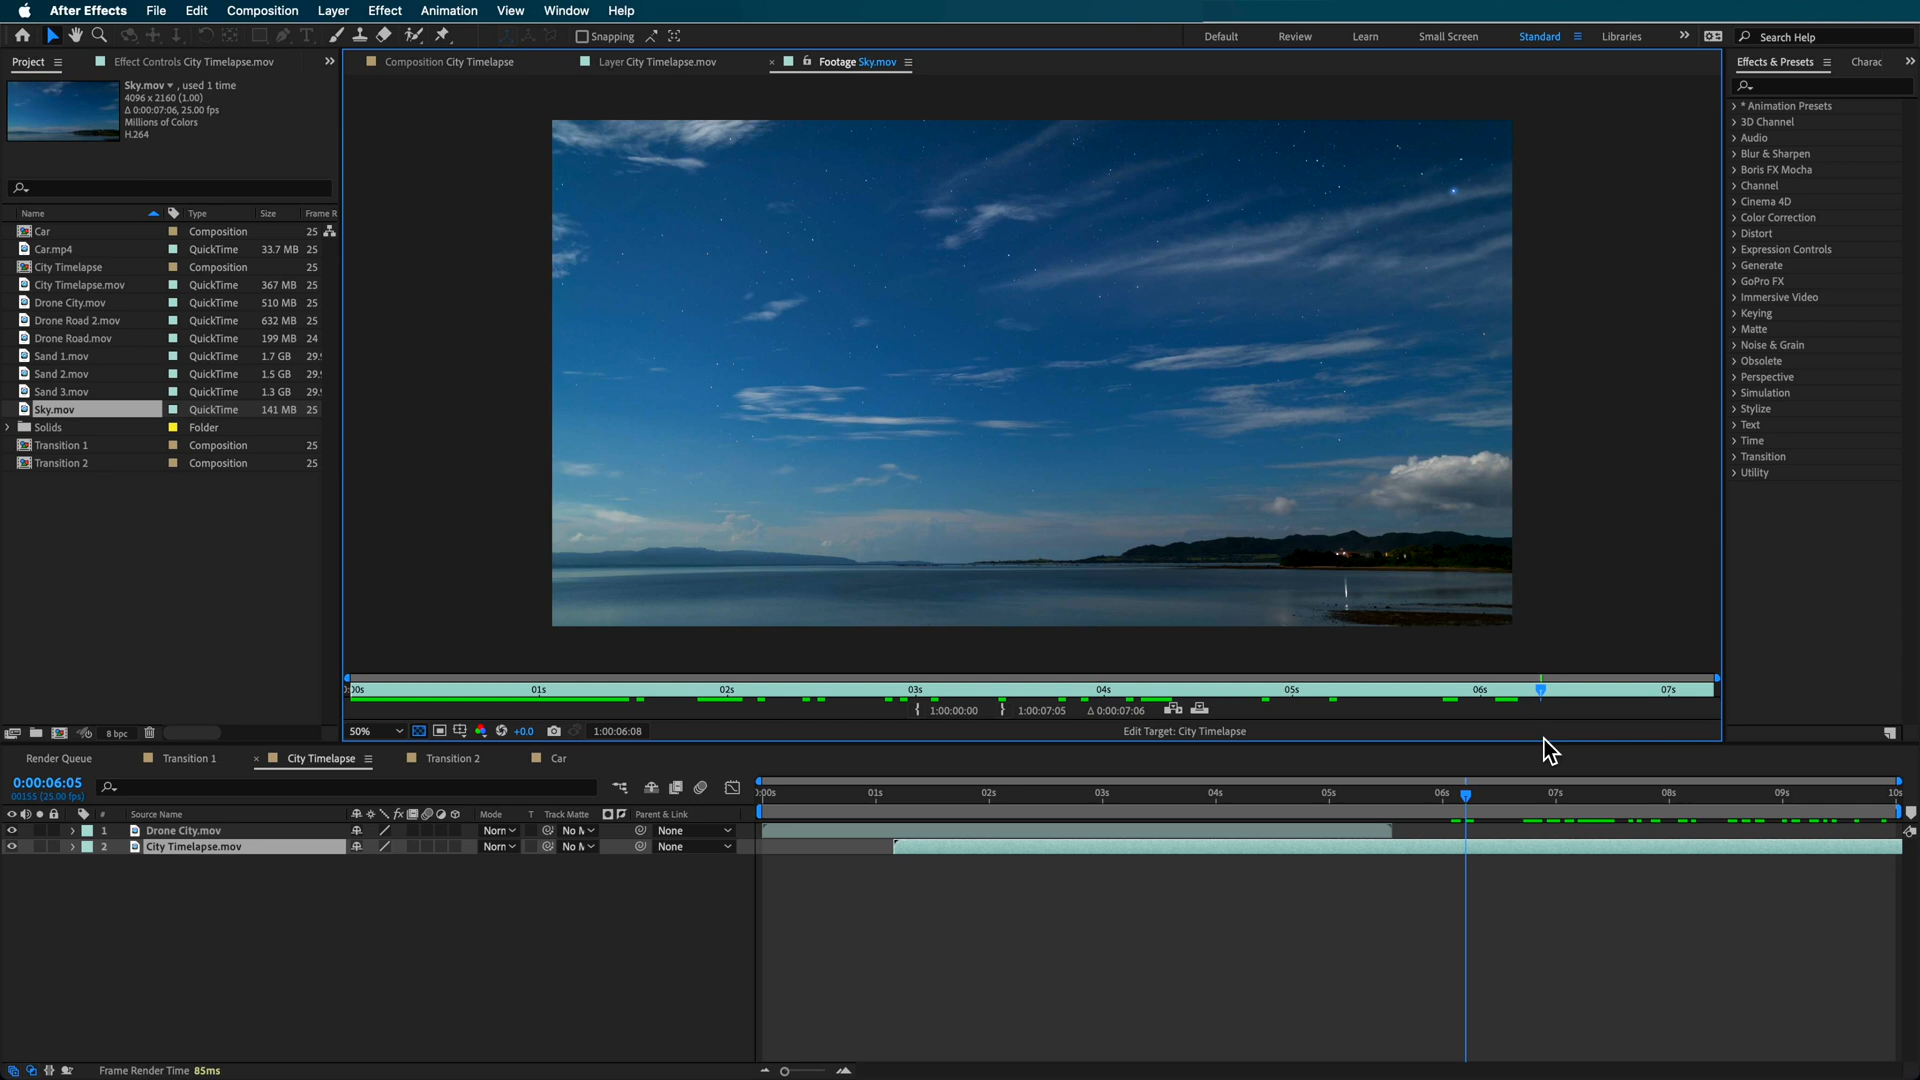 After Effects File Edit Composition Layer Effect Animation View Window Help
Snapping Default Review Learn Small Screen Standard Libraries Search Help
Project Effect Controls City Timelapse.mov Composition City Timelapse Layer City Timelapse.mov × Footage Sky.mov Effects & Presets Charac
Sky.mov , used 1 time
4096 x 2160 (1.00)
Δ 0:00:07:06, 25.00 fps
Millions of Colors
H.264
Name Type Size Frame R
Car Composition 25
Car.mp4 QuickTime 33.7 MB 25
City Timelapse Composition 25
City Timelapse.mov QuickTime 367 MB 25
Drone City.mov QuickTime 510 MB 25
Drone Road 2.mov QuickTime 632 MB 25
Drone Road.mov QuickTime 199 MB 24
Sand 1.mov QuickTime 1.7 GB 29.
Sand 2.mov QuickTime 1.5 GB 29.
Sand 3.mov QuickTime 1.3 GB 29.
Sky.mov QuickTime 141 MB 25
Solids Folder
Transition 1 Composition 25
Transition 2 Composition 25
8 bpc
* Animation Presets
3D Channel
Audio
Blur & Sharpen
Boris FX Mocha
Channel
Cinema 4D
Color Correction
Distort
Expression Controls
Generate
GoPro FX
Immersive Video
Keying
Matte
Noise & Grain
Obsolete
Perspective
Simulation
Stylize
Text
Time
Transition
Utility
00s 01s 02s 03s 04s 05s 06s 07s
{ 1:00:00:00 } 1:00:07:05 Δ 0:00:07:06
50% +0.0 1:00:06:08 Edit Target: City Timelapse
Render Queue Transition 1 × City Timelapse Transition 2 Car
0:00:06:05
00155 (25.00 fps)
:00s 01s 02s 03s 04s 05s 06s 07s 08s 09s 10s
# Source Name fx Mode T Track Matte Parent & Link
1 Drone City.mov Norn No M None
2 City Timelapse.mov Norn No M None
Frame Render Time 85ms